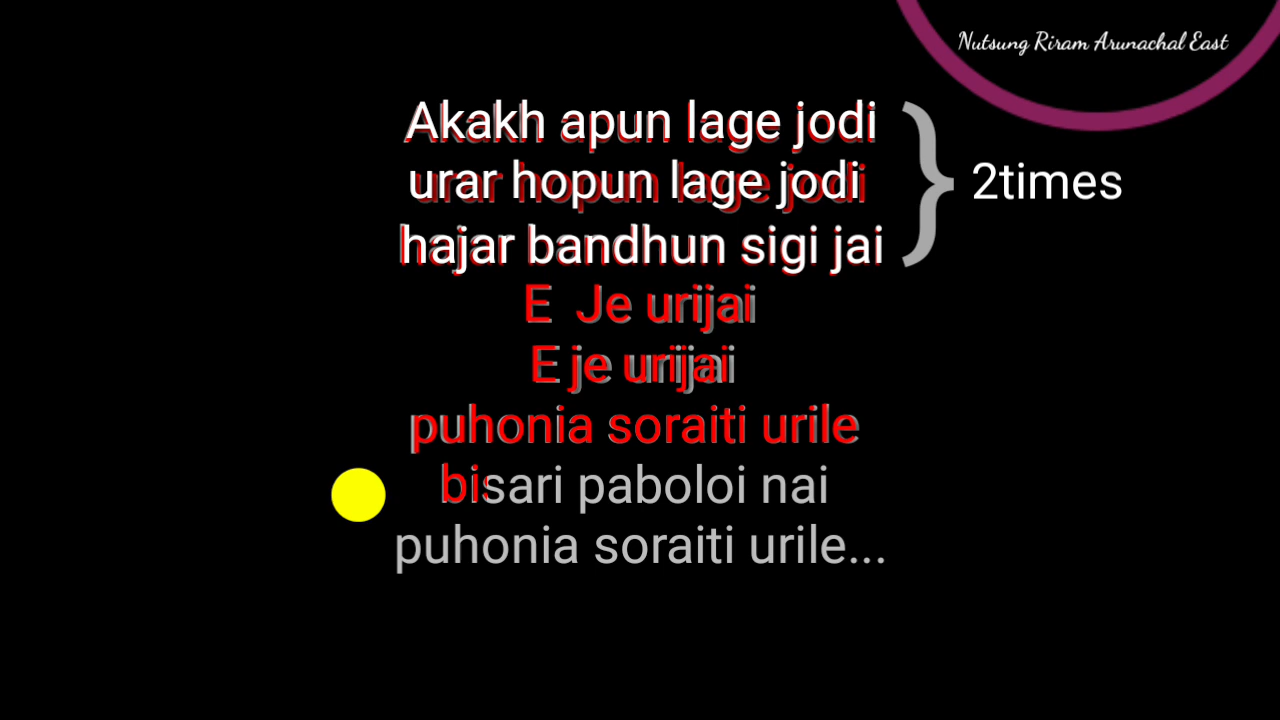 Nutsung Riram Arunachal East
Akakh apun lage jodi
urar hopun lage jodi
hajar bandhun sigi jai
} 2times
E Je urijai
E je urijai
puhonia soraiti urile
bisari paboloi nai
puhonia soraiti urile...